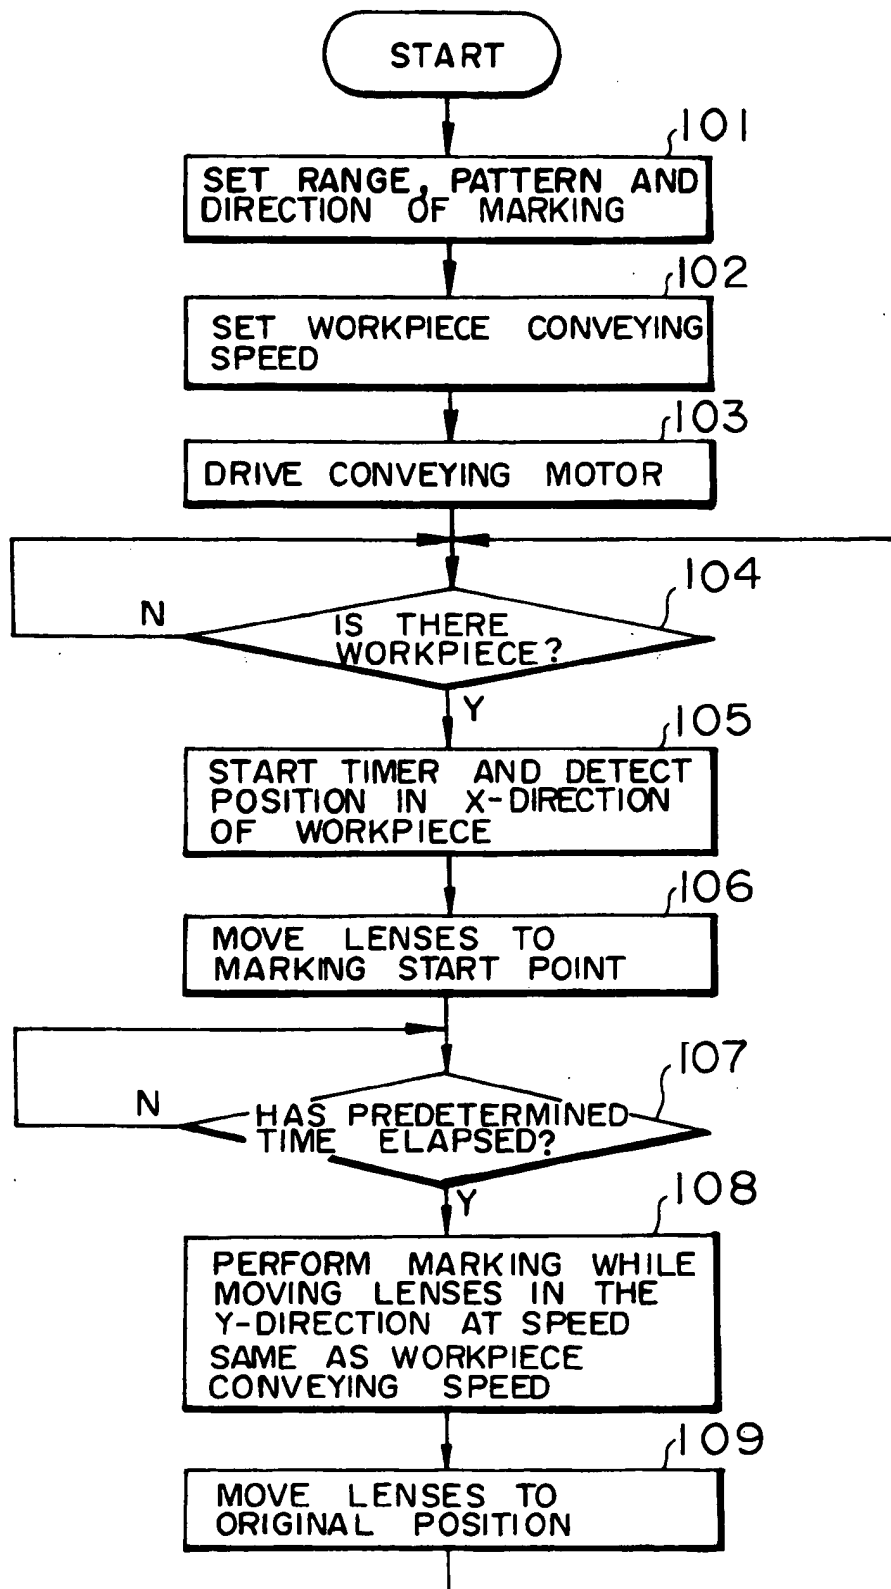 START
101
SET RANGE, PATTERN AND
DIRECTION OF MARKING
102
SET WORKPIECE CONVEYING
SPEED
103
DRIVE CONVEYING MOTOR
104
N
IS THERE
WORKPIECE?
Y
105
START TIMER AND DETECT
POSITION IN X-DIRECTION
OF WORKPIECE
106
MOVE LENSES TO
MARKING START POINT
107
N
HAS PREDETERMINED
TIME ELAPSED?
Y
108
PERFORM MARKING WHILE
MOVING LENSES IN THE
Y-DIRECTION AT SPEED
SAME AS WORKPIECE
CONVEYING SPEED
109
MOVE LENSES TO
ORIGINAL POSITION